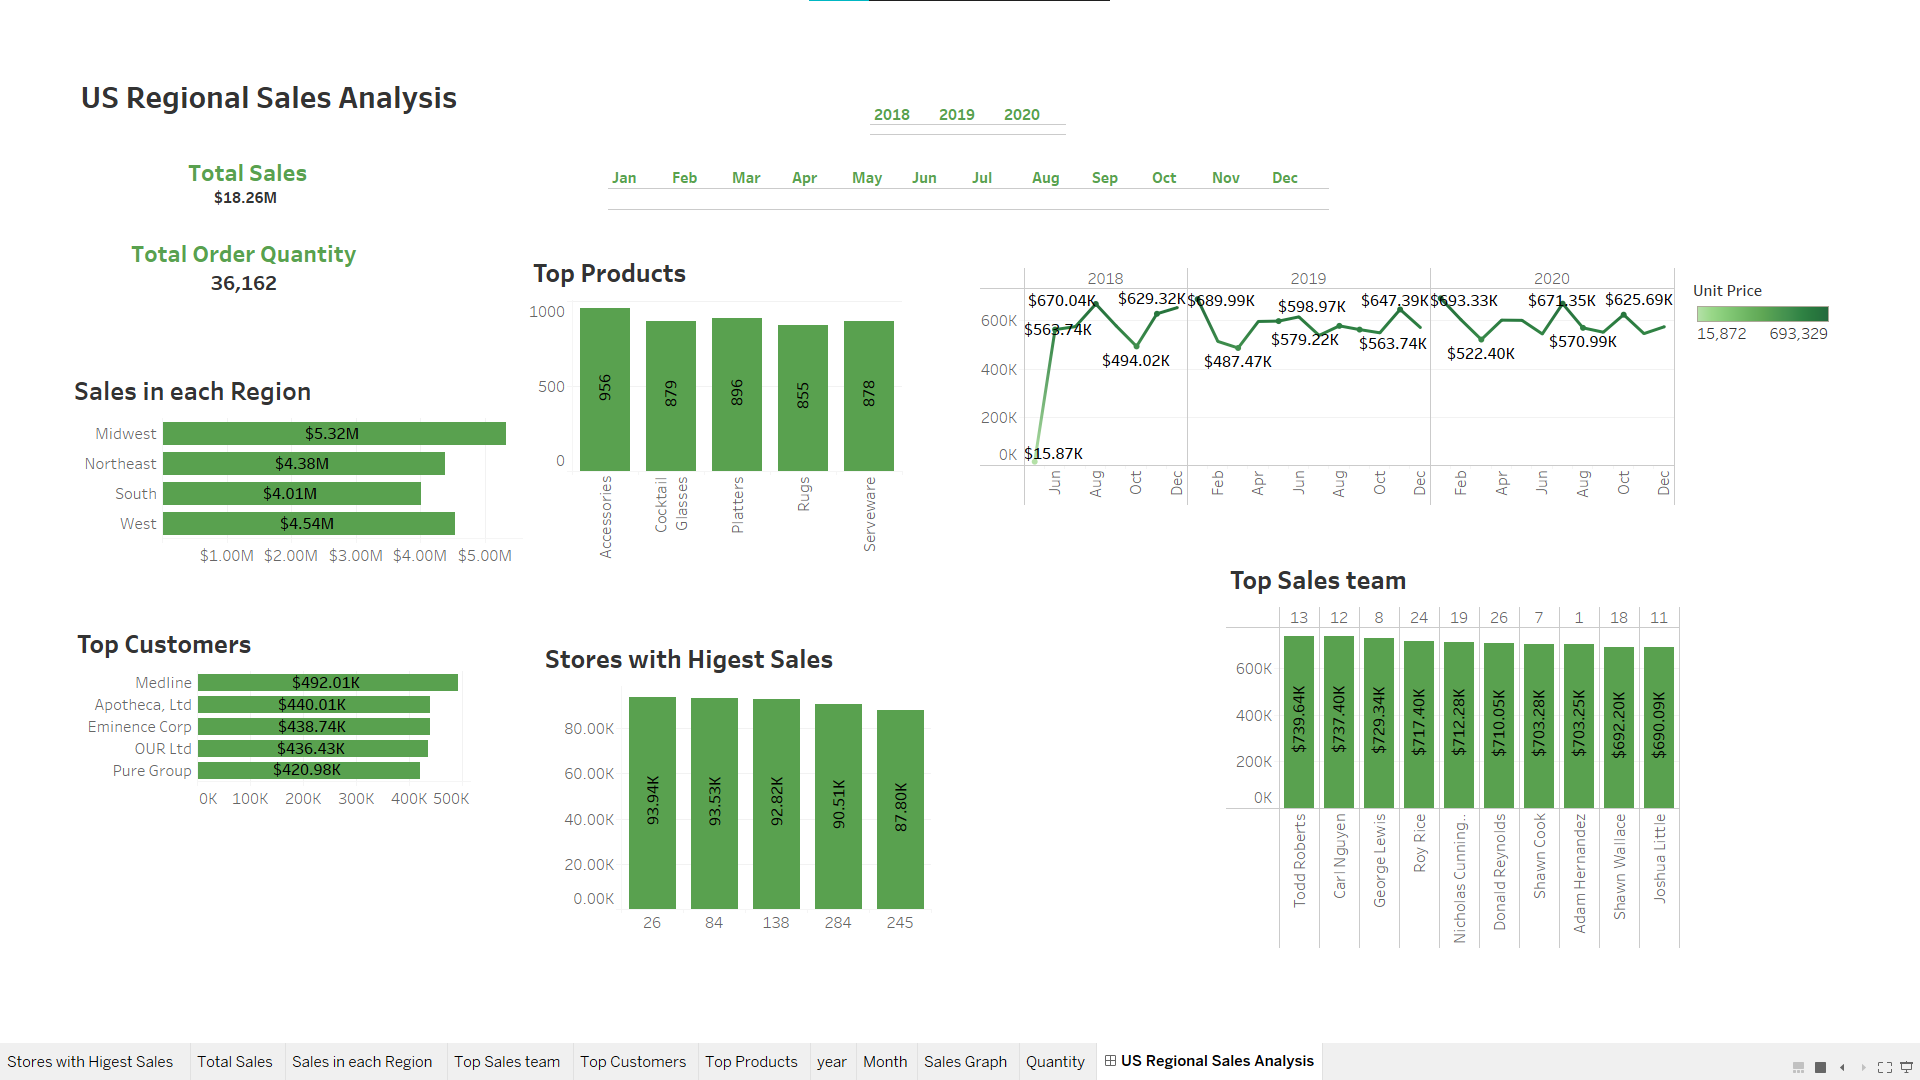 US Regional Sales Analysis
2018 2019 2020
Total Sales
$18.26M
Jan Feb Mar Apr May Jun Jul Aug Sep Oct Nov Dec
Total Order Quantity
36,162
Sales in each Region
Midwest $5.32M
Northeast $4.38M
South $4.01M
West $4.54M
$1.00M $2.00M $3.00M $4.00M $5.00M
Top Products
1000
500
0
956 879 896 855 878
Accessories
Cocktail
Glasses
Platters
Rugs
Serveware
2018 2019 2020
600K
400K
200K
0K
$670.04K $629.32K $689.99K $598.97K $647.39K $693.33K $671.35K $625.69K
$563.74K $494.02K $487.47K $579.22K $563.74K $522.40K $570.99K
$15.87K
Jun Aug Oct Dec Feb Apr Jun Aug Oct Dec Feb Apr Jun Aug Oct Dec
Unit Price
15,872 693,329
Top Customers
Medline $492.01K
Apotheca, Ltd $440.01K
Eminence Corp $438.74K
OUR Ltd $436.43K
Pure Group $420.98K
0K 100K 200K 300K 400K 500K
Stores with Higest Sales
80.00K
60.00K
40.00K
20.00K
0.00K
93.94K 93.53K 92.82K 90.51K 87.80K
26 84 138 284 245
Top Sales team
13 12 8 24 19 26 7 1 18 11
600K
400K
200K
0K
$739.64K $737.40K $729.34K $717.40K $712.28K $710.05K $703.28K $703.25K $692.20K $690.09K
Todd Roberts
Carl Nguyen
George Lewis
Roy Rice
Nicholas Cunning..
Donald Reynolds
Shawn Cook
Adam Hernandez
Shawn Wallace
Joshua Little
Stores with Higest Sales Total Sales Sales in each Region Top Sales team Top Customers Top Products year Month Sales Graph Quantity US Regional Sales Analysis